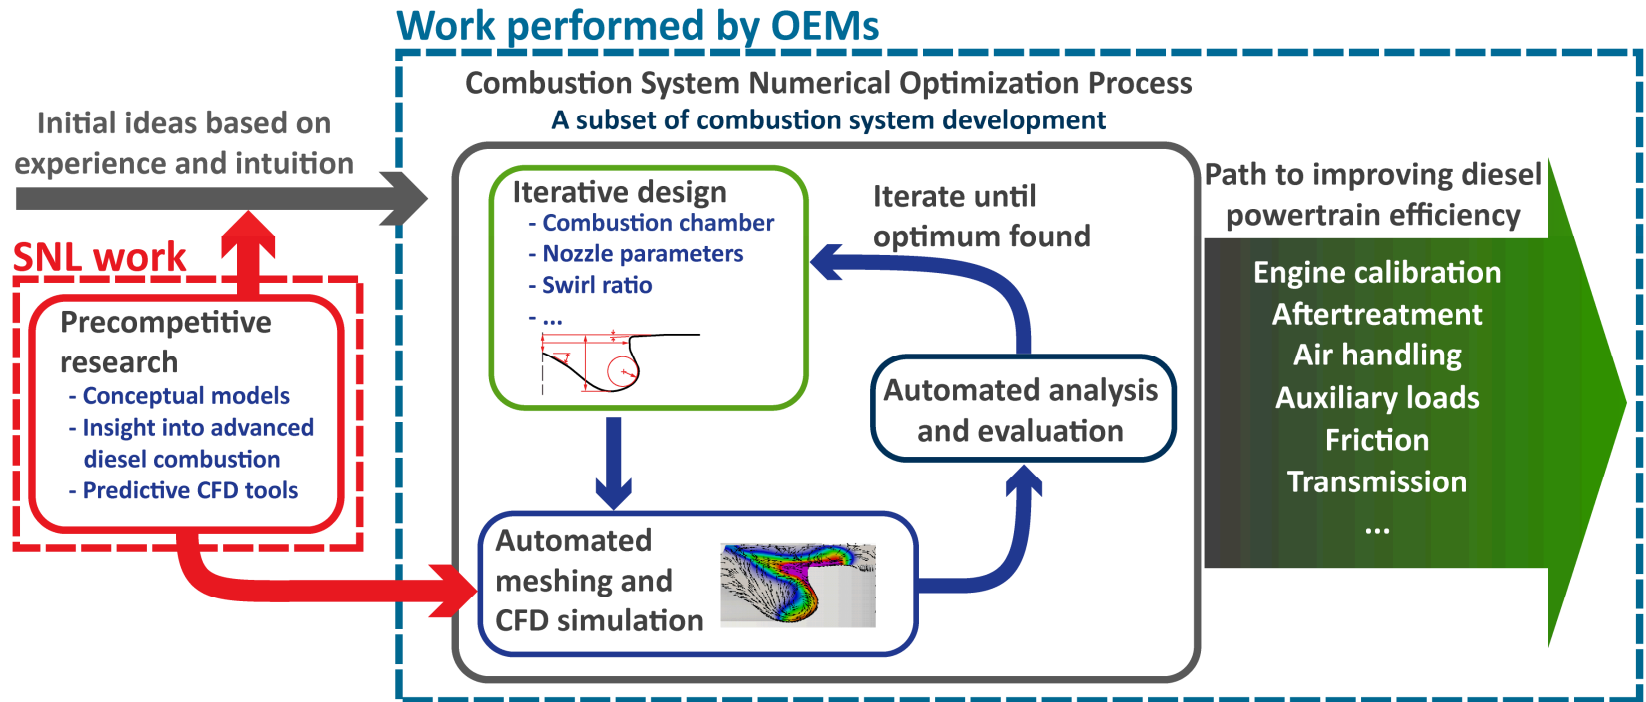 Work performed by OEMs
Combustion System Numerical Optimization Process
A subset of combustion system development
Initial ideas based on
experience and intuition
SNL work
Precompetitive
research
- Conceptual models
- Insight into advanced
diesel combustion
- Predictive CFD tools
Iterative design
- Combustion chamber
- Nozzle parameters
- Swirl ratio
- ...
Iterate until
optimum found
Automated analysis
and evaluation
Automated
meshing and
CFD simulation
Path to improving diesel
powertrain efficiency
Engine calibration
Aftertreatment
Air handling
Auxiliary loads
Friction
Transmission
...